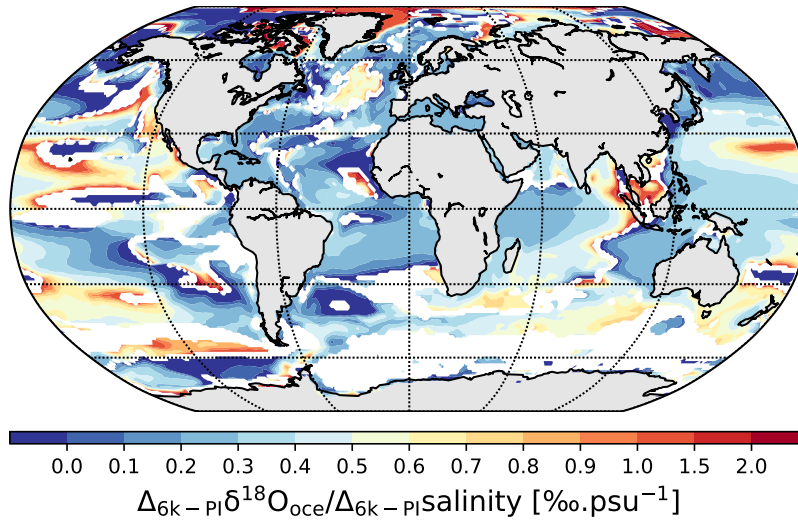 0.0 0.1 0.2 0.3 0.4 0.5 0.6 0.7 0.8 0.9 1.0 1.5 2.0
Δ₆ₖ₋ₚᵢδ¹⁸Oₒcₑ/Δ₆ₖ₋ₚᵢsalinity [‰.psu⁻¹]